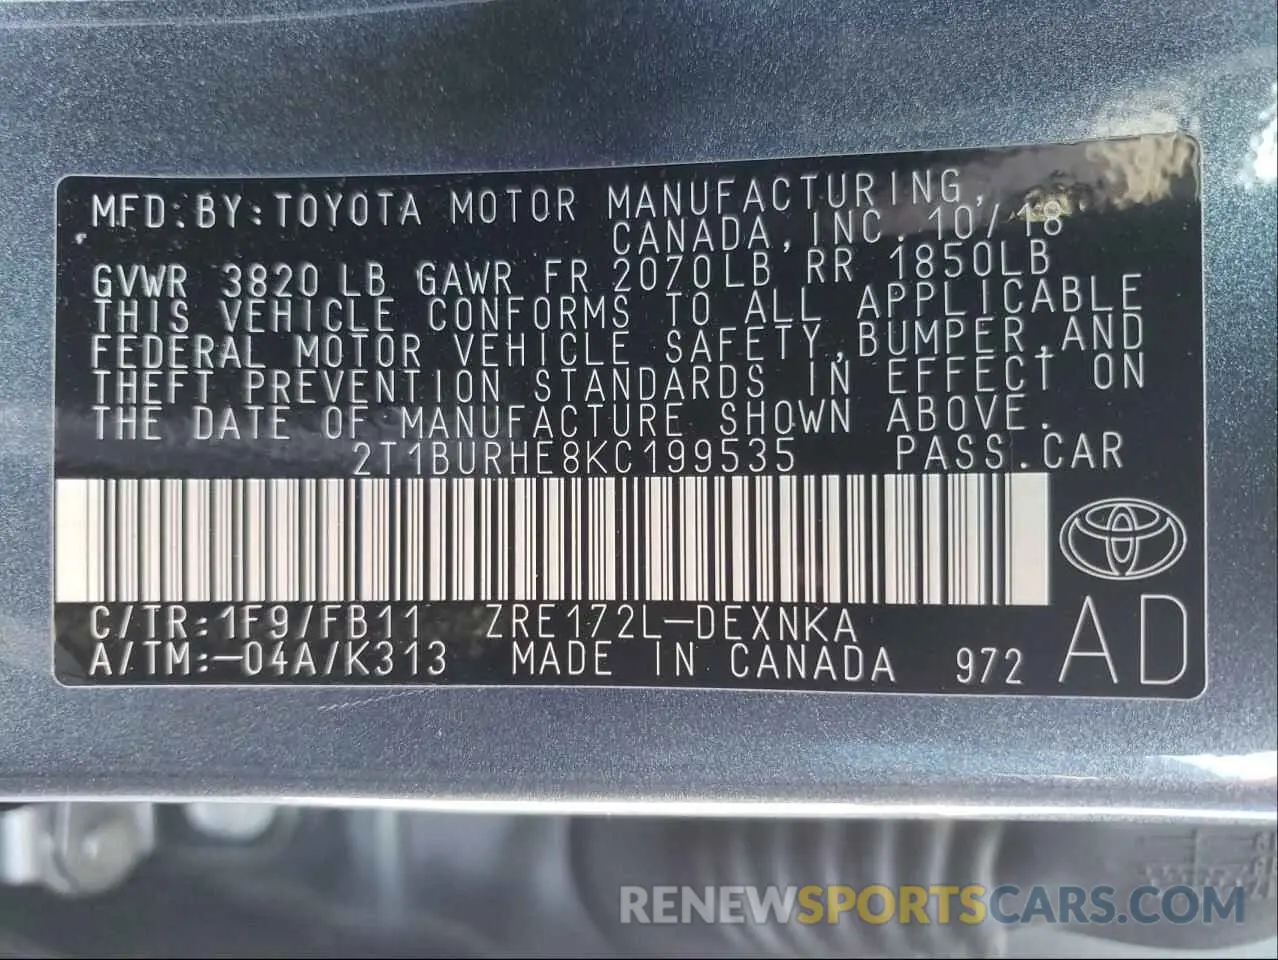 MFD.BY:TOYOTA MOTOR MANUFACTURING,
CANADA, INC. 10/18
GVWR 3820 LB GAWR FR 2070LB RR 1850LB
THIS VEHICLE CONFORMS TO ALL APPLICABLE
FEDERAL MOTOR VEHICLE SAFETY,BUMPER,AND
THEFT PREVENTION STANDARDS IN EFFECT ON
THE DATE OF MANUFACTURE SHOWN ABOVE.
2T1BURHE8KC199535 PASS.CAR
C/TR:1F9/FB11 ZRE172L-DEXNKA
A/TM:-04A/K313 MADE IN CANADA 972 AD
RENEWSPORTSCARS.COM